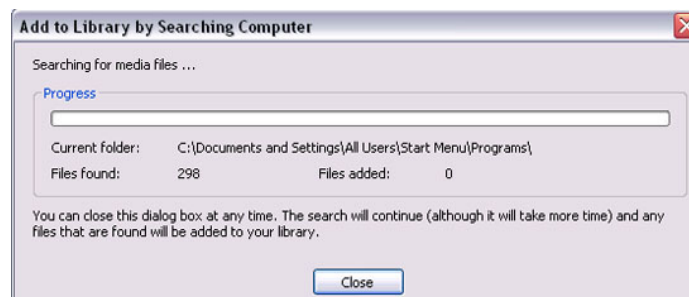 Add to Library by Searching Computer
Searching for media files ...
Progress
Current folder: C:\Documents and Settings\All Users\Start Menu\Programs\
Files found: 298 Files added: 0
You can close this dialog box at any time. The search will continue (although it will take more time) and any
files that are found will be added to your library.
Close